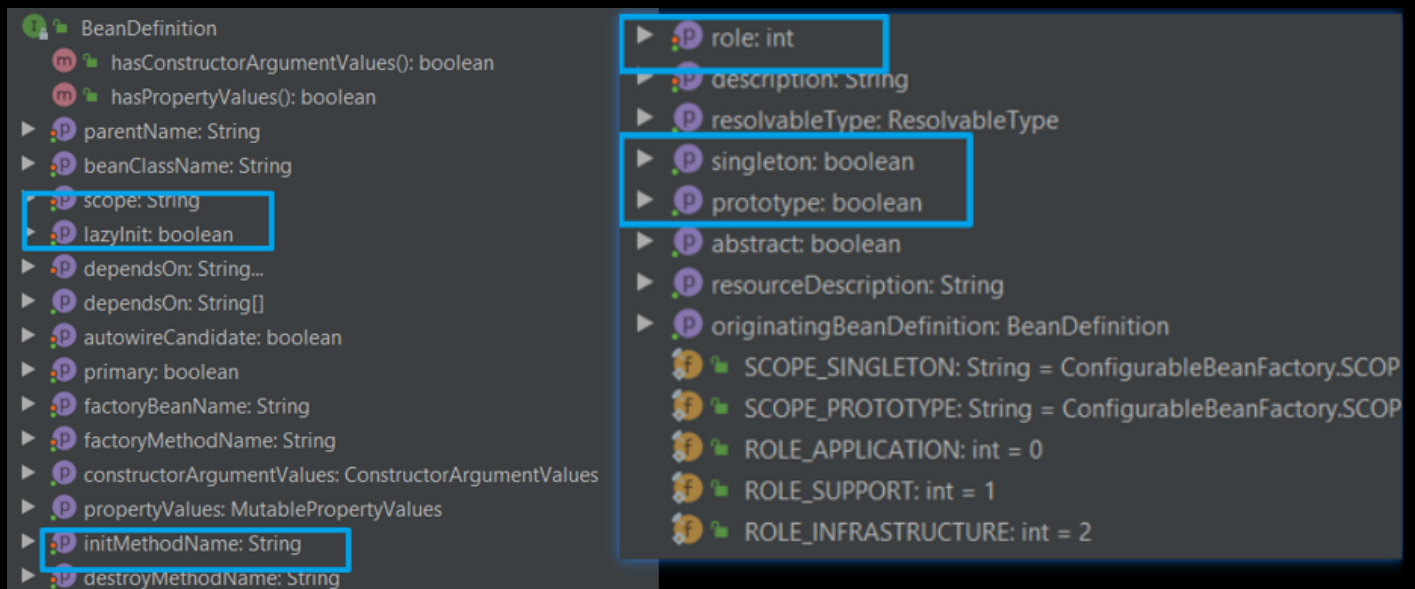 BeanDefinition
hasConstructorArgumentValues(): boolean
hasPropertyValues(): boolean
parentName: String
beanClassName: String
scope: String
lazyInit: boolean
dependsOn: String...
dependsOn: String[]
autowireCandidate: boolean
primary: boolean
factoryBeanName: String
factoryMethodName: String
constructorArgumentValues: ConstructorArgumentValues
propertyValues: MutablePropertyValues
initMethodName: String
destroyMethodName: String
role: int
description: String
resolvableType: ResolvableType
singleton: boolean
prototype: boolean
abstract: boolean
resourceDescription: String
originatingBeanDefinition: BeanDefinition
SCOPE_SINGLETON: String = ConfigurableBeanFactory.SCOP
SCOPE_PROTOTYPE: String = ConfigurableBeanFactory.SCOP
ROLE_APPLICATION: int = 0
ROLE_SUPPORT: int = 1
ROLE_INFRASTRUCTURE: int = 2